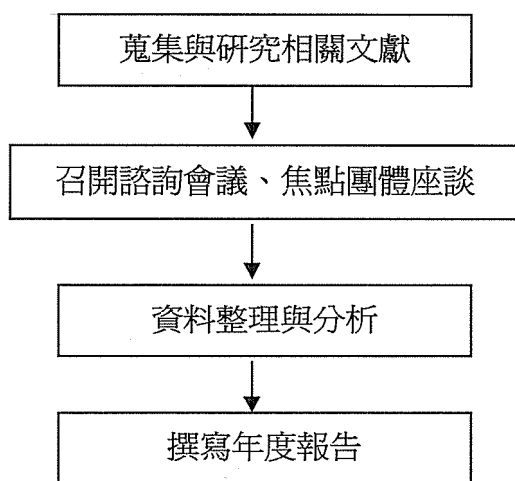 蒐集與研究相關文獻
召開諮詢會議、焦點團體座談
資料整理與分析
撰寫年度報告